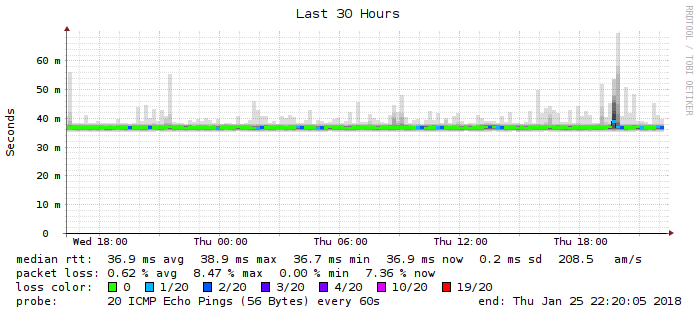 Last 30 Hours
RRDTOOL / TOBI OETIKER
Seconds
60 m
50 m
40 m
30 m
20 m
10 m
0
Wed 18:00 Thu 00:00 Thu 06:00 Thu 12:00 Thu 18:00
median rtt: 36.9 ms avg 38.9 ms max 36.7 ms min 36.9 ms now 0.2 ms sd 208.5 am/s
packet loss: 0.62 % avg 8.47 % max 0.00 % min 7.36 % now
loss color: 0 1/20 2/20 3/20 4/20 10/20 19/20
probe: 20 ICMP Echo Pings (56 Bytes) every 60s end: Thu Jan 25 22:20:05 2018